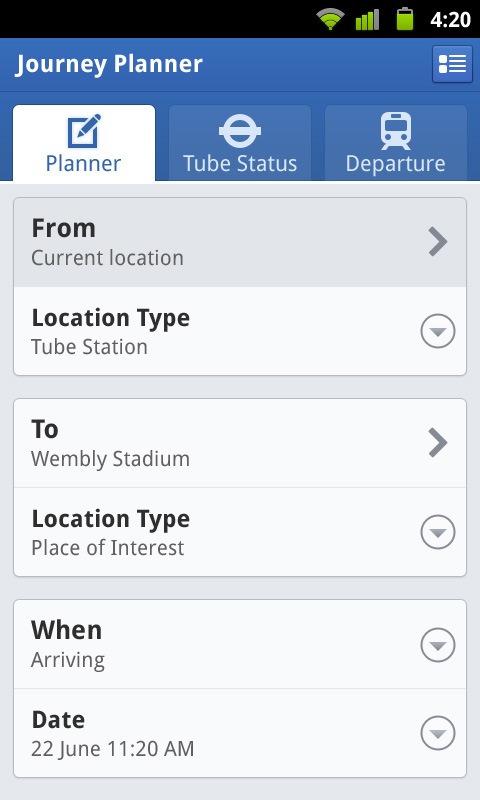 4:20
Journey Planner
Planner
Tube Status
Departure
From
Current location
Location Type
Tube Station
To
Wembly Stadium
Location Type
Place of Interest
When
Arriving
Date
22 June 11:20 AM